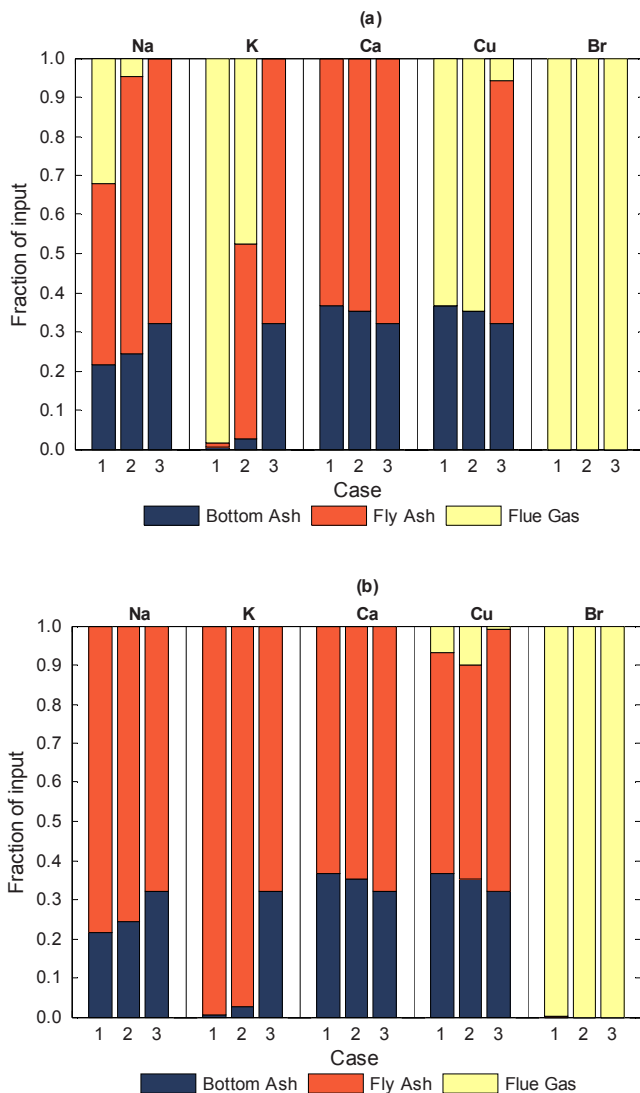 (a)
Na K Ca Cu Br
1.0
0.9
0.8
0.7
0.6
0.5
0.4
0.3
0.2
0.1
0.0
Fraction of input
1 2 3 1 2 3 1 2 3 1 2 3 1 2 3
Case
Bottom Ash Fly Ash Flue Gas
(b)
Na K Ca Cu Br
1.0
0.9
0.8
0.7
0.6
0.5
0.4
0.3
0.2
0.1
0.0
Fraction of input
1 2 3 1 2 3 1 2 3 1 2 3 1 2 3
Case
Bottom Ash Fly Ash Flue Gas